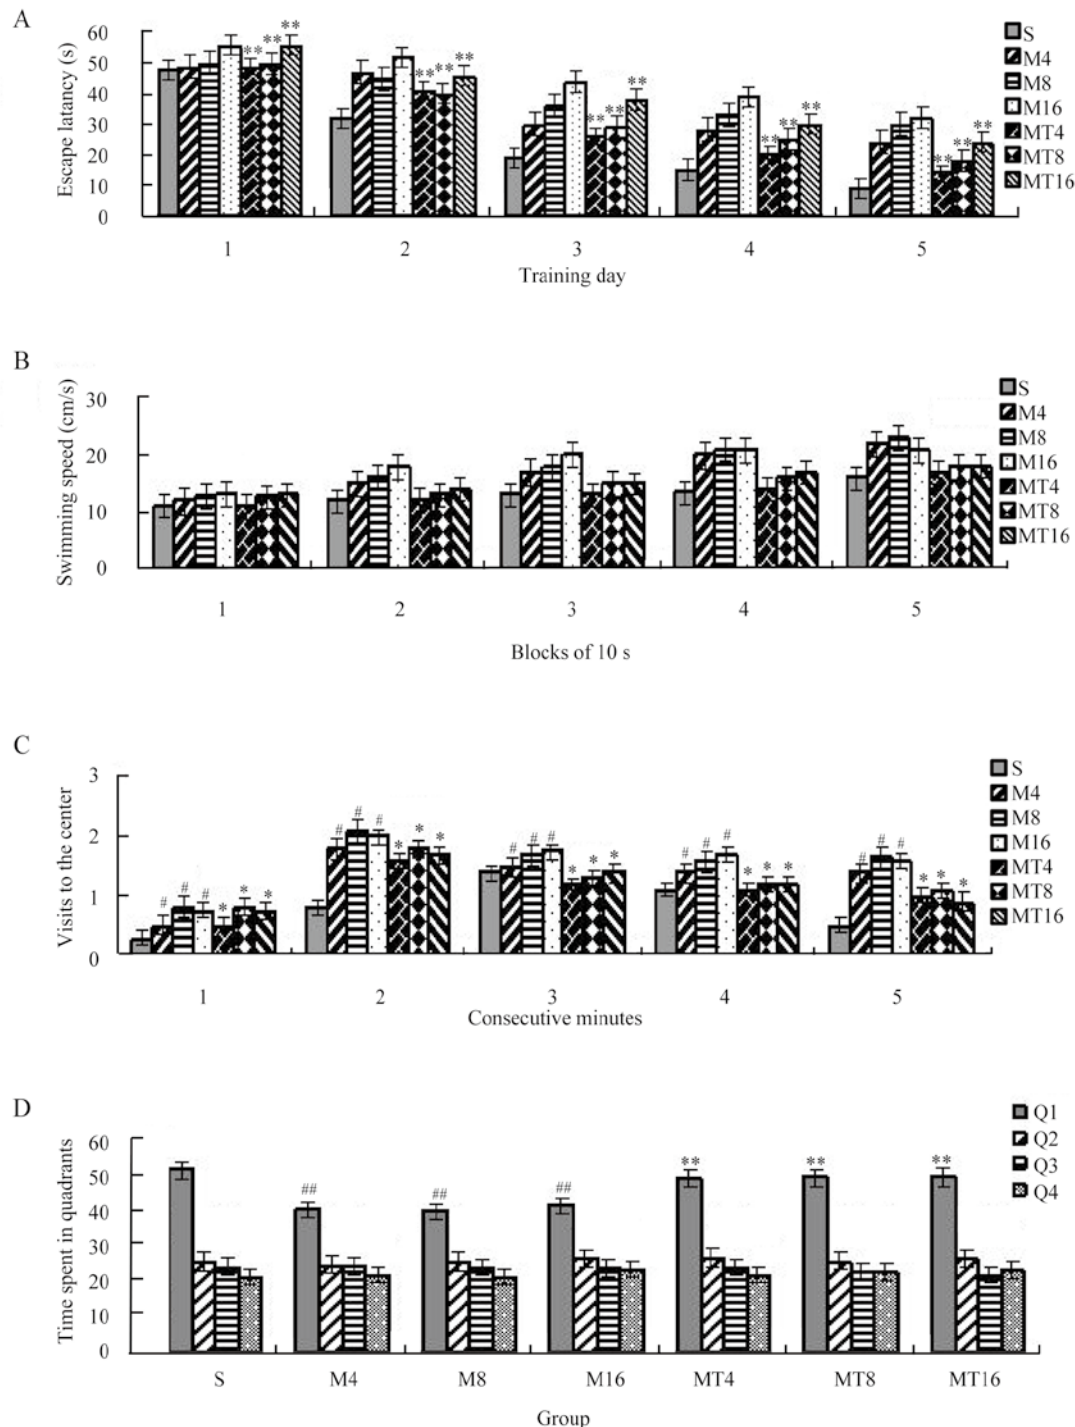 A
Escape latancy (s)
60
50
40
30
20
10
0
** ** **
** ** **
** ** **
** ** **
** ** **
1 2 3 4 5
Training day
S
M4
M8
M16
MT4
MT8
MT16
B
Swimming speed (cm/s)
30
20
10
0
1 2 3 4 5
Blocks of 10 s
S
M4
M8
M16
MT4
MT8
MT16
C
Visits to the center
3
2
1
0
# # # * * *
# # # * * *
# # # * * *
# # # * * *
# # # * * *
1 2 3 4 5
Consecutive minutes
S
M4
M8
M16
MT4
MT8
MT16
D
Time spent in quadrants
60
50
40
30
20
10
0
## ## ## ** ** **
S M4 M8 M16 MT4 MT8 MT16
Group
Q1
Q2
Q3
Q4